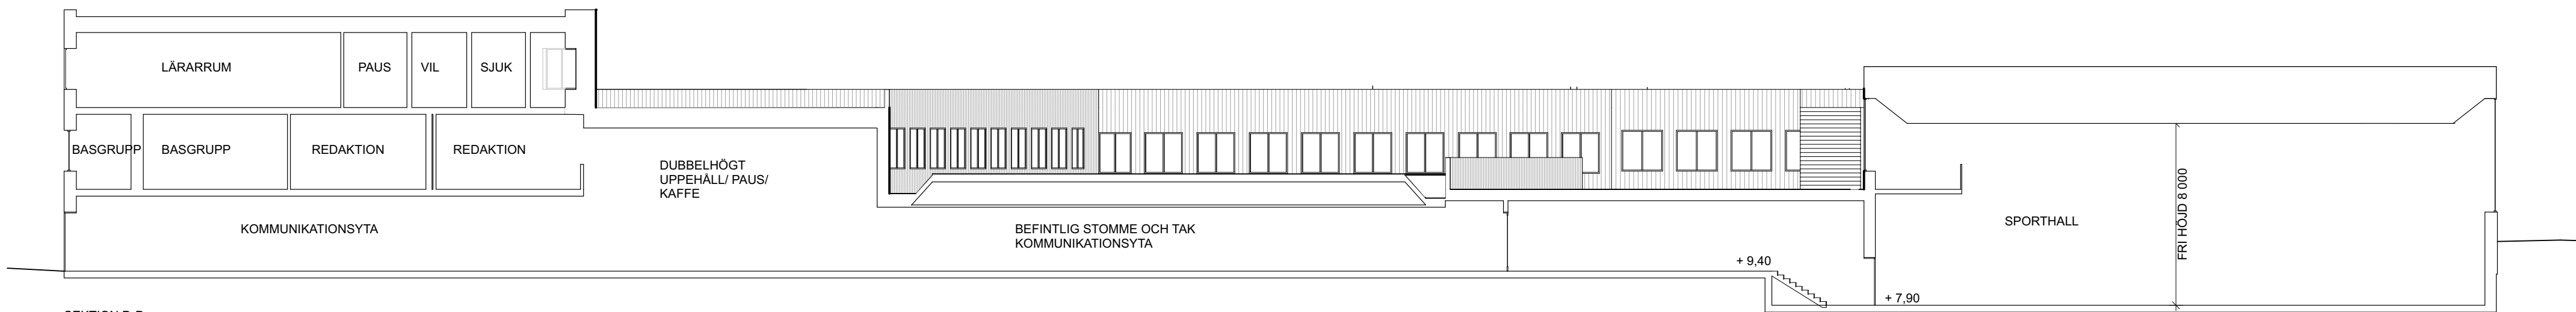 LÄRARRUM
PAUS
VIL
SJUK
BASGRUPP
BASGRUPP
REDAKTION
REDAKTION
DUBBELHÖGT
UPPEHÅLL/ PAUS/
KAFFE
KOMMUNIKATIONSYTA
BEFINTLIG STOMME OCH TAK
KOMMUNIKATIONSYTA
+ 9,40
+ 7,90
SPORTHALL
FRI HÖJD 8 000